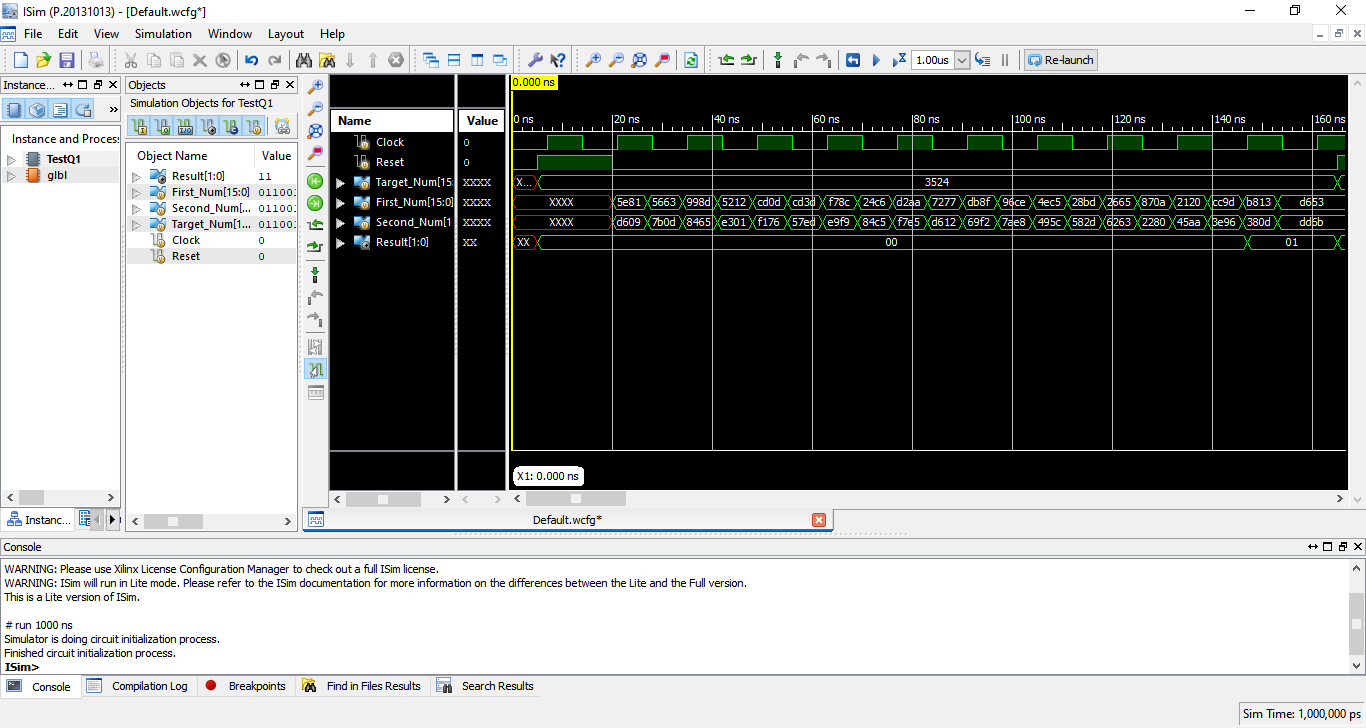 ISim (P.20131013) - [Default.wcfg*]
File Edit View Simulation Window Layout Help
1.00us Re-launch
Instance...
Instance and Proces
TestQ1
glbl
Instanc...
Objects
Simulation Objects for TestQ1
Object Name Value
Result[1:0] 11
First_Num[15:0] 011001
Second_Num[... 011001
Target_Num[1... 011001
Clock 0
Reset 0
Name Value
Clock 0
Reset 0
Target_Num[15: XXXX
First_Num[15:0] XXXX
Second_Num[1 XXXX
Result[1:0] XX
0.000 ns
0 ns 20 ns 40 ns 60 ns 80 ns 100 ns 120 ns 140 ns 160 ns
X... 3524
XXXX 5e81 5663 998d 5212 cd0d cd3d f78c 24c6 d2aa 7277 db8f 96ce 4ec5 28bd 2665 870a 2120 cc9d b813 d653
XXXX d609 7b0d 8465 e301 f176 57ed e9f9 84c5 f7e5 d612 69f2 7ae8 495c 582d 6263 2280 45aa 3e96 380d dd6b
XX 00 01
X1: 0.000 ns
Default.wcfg*
Console
WARNING: Please use Xilinx License Configuration Manager to check out a full ISim license.
WARNING: ISim will run in Lite mode. Please refer to the ISim documentation for more information on the differences between the Lite and the Full version.
This is a Lite version of ISim.
# run 1000 ns
Simulator is doing circuit initialization process.
Finished circuit initialization process.
ISim>
Console Compilation Log Breakpoints Find in Files Results Search Results
Sim Time: 1,000,000 ps